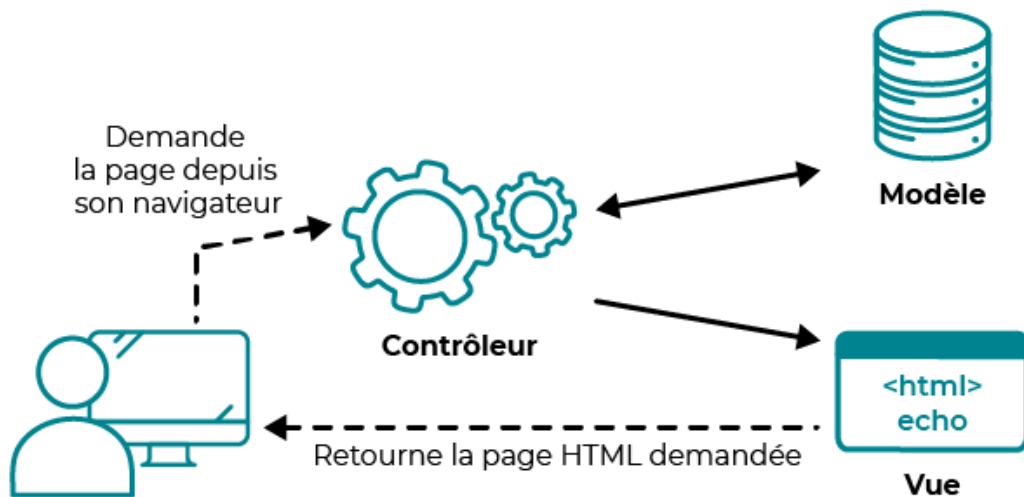 Demande
la page depuis
son navigateur
Modèle
Contrôleur
<html>
echo
Retourne la page HTML demandée
Vue